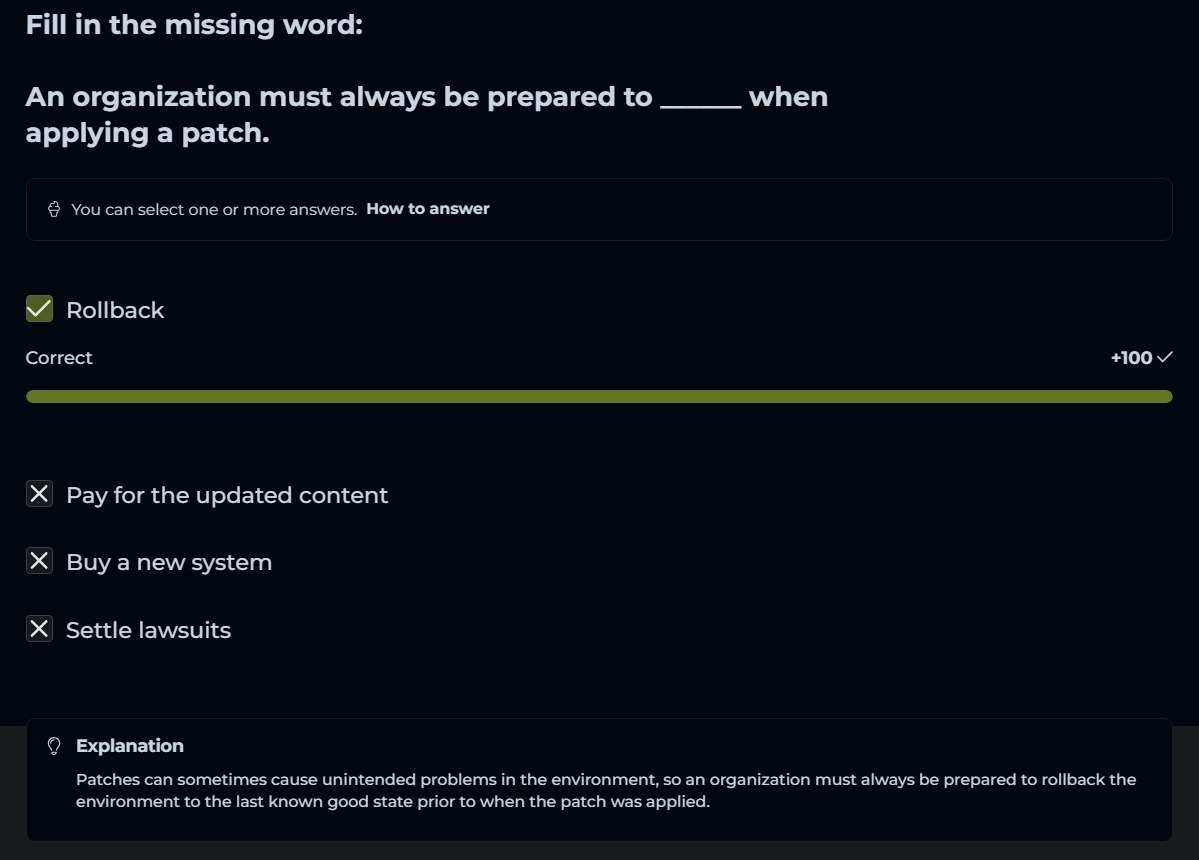 Fill in the missing word:
An organization must always be prepared to ______ when
applying a patch.
You can select one or more answers. How to answer
Rollback
Correct
+100
Pay for the updated content
Buy a new system
Settle lawsuits
Explanation
Patches can sometimes cause unintended problems in the environment, so an organization must always be prepared to rollback the
environment to the last known good state prior to when the patch was applied.